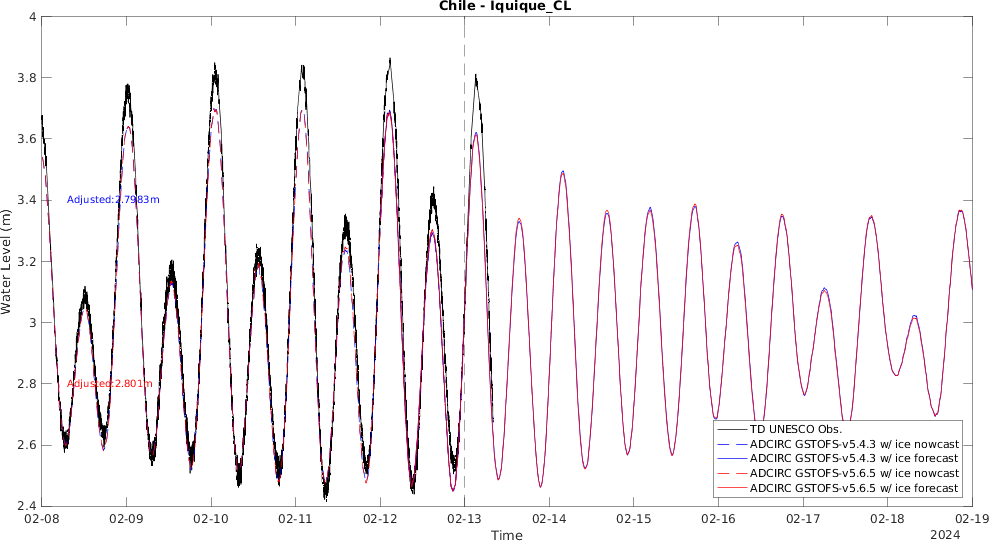 Chile - Iquique_CL
4
3.8
3.6
3.4
3.2
3
2.8
2.6
2.4
Water Level (m)
Adjusted:2.7983m
Adjusted:2.801m
TD UNESCO Obs.
ADCIRC GSTOFS-v5.4.3 w/ ice nowcast
ADCIRC GSTOFS-v5.4.3 w/ ice forecast
ADCIRC GSTOFS-v5.6.5 w/ ice nowcast
ADCIRC GSTOFS-v5.6.5 w/ ice forecast
02-08 02-09 02-10 02-11 02-12 02-13 02-14 02-15 02-16 02-17 02-18 02-19
Time
2024